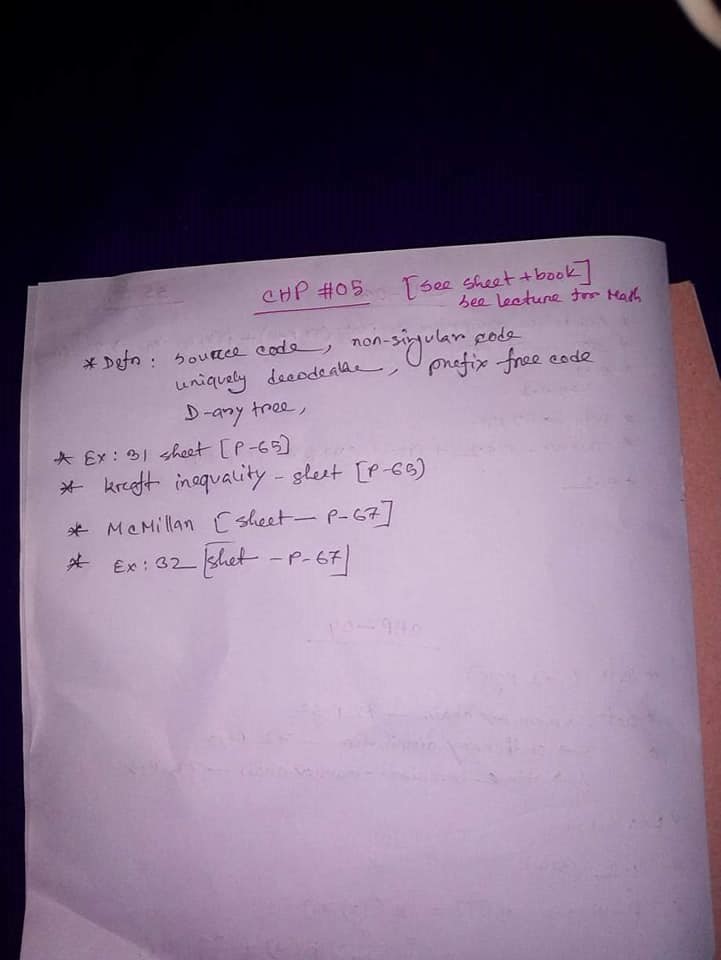 CHP #05 [see sheet + book]
see lecture for Math
* Defn : source code, non-singular code
uniquely decodeable, prefix free code
D-any tree,
* Ex : 31 sheet [P-65]
* kraft inequality - sheet [P-65)
* McMillan [sheet - P-67]
* Ex : 32 [shet - P-67]